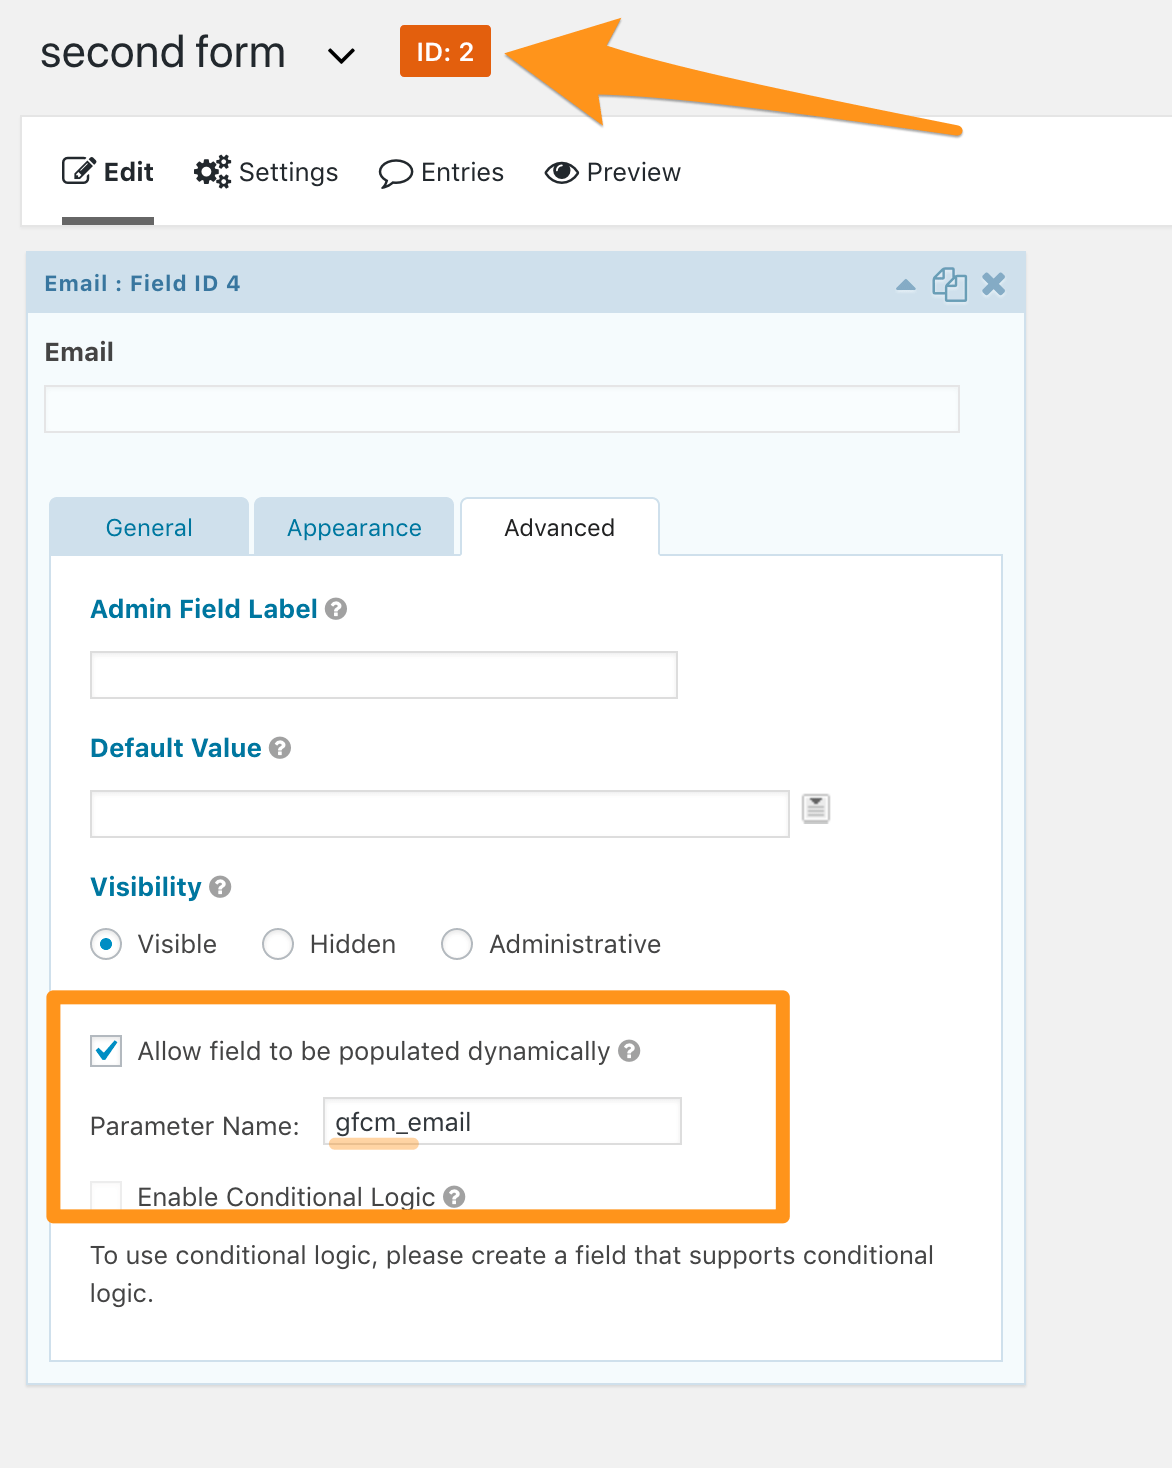 second form ID: 2
Edit Settings Entries Preview
Email : Field ID 4
Email
General Appearance Advanced
Admin Field Label ?
Default Value ?
Visibility ?
Visible Hidden Administrative
Allow field to be populated dynamically ?
Parameter Name: gfcm_email
Enable Conditional Logic ?
To use conditional logic, please create a field that supports conditional
logic.